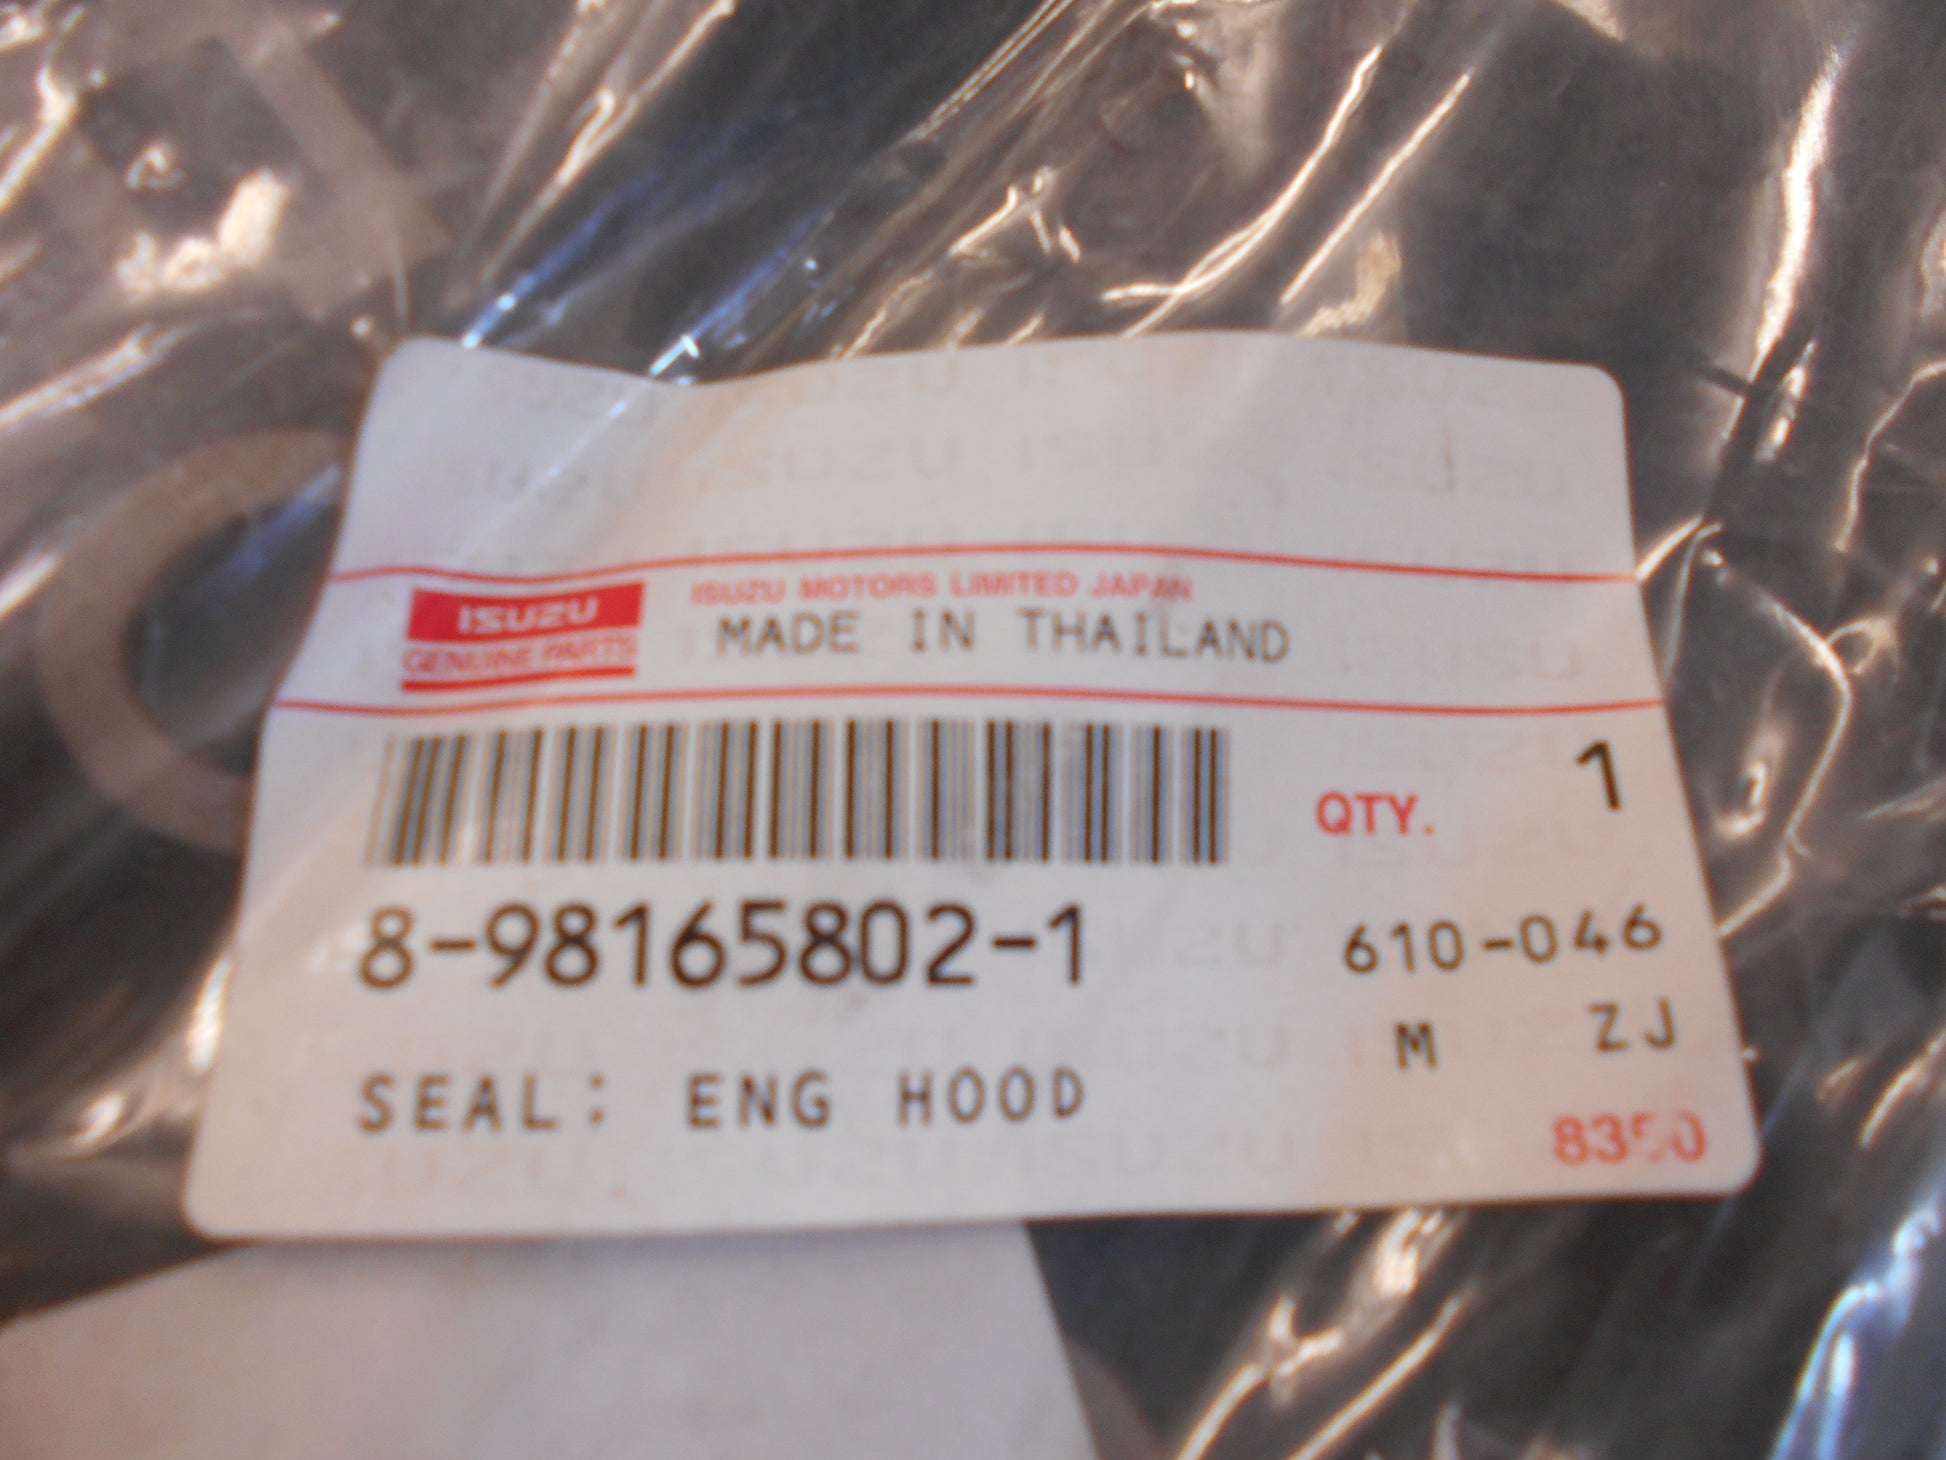 ISUZU
GENUINE PARTS
ISUZU MOTORS LIMITED JAPAN
MADE IN THAILAND
QTY. 1
8-98165802-1
610-046
M ZJ
SEAL: ENG HOOD